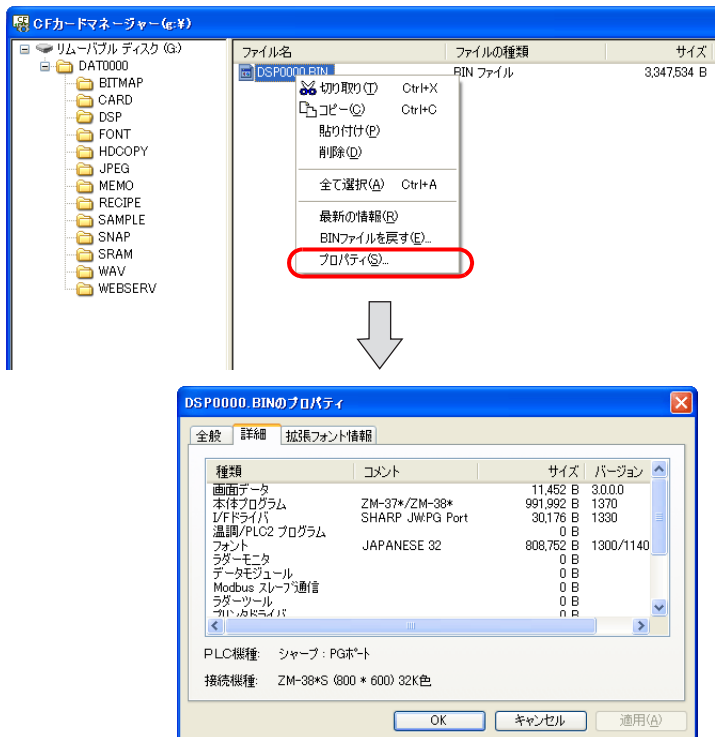 CFカードマネージャー(g:¥)
リムーバブル ディスク (G:)
DAT0000
BITMAP
CARD
DSP
FONT
HDCOPY
JPEG
MEMO
RECIPE
SAMPLE
SNAP
SRAM
WAV
WEBSERV
ファイル名 ファイルの種類 サイズ
DSP0000.BIN BIN ファイル 3,347,534 B
切り取り(T) Ctrl+X
コピー(C) Ctrl+C
貼り付け(P)
削除(D)
全て選択(A) Ctrl+A
最新の情報(R)
BINファイルを戻す(E)...
プロパティ(S)...
DSP0000.BINのプロパティ
全般 詳細 拡張フォント情報
種類 コメント サイズ バージョン
画面データ 11,452 B 3.0.0.0
本体プログラム ZM-37*/ZM-38* 991,992 B 1370
I/Fドライバ SHARP JW:PG Port 30,176 B 1330
温調/PLC2 プログラム 0 B
フォント JAPANESE 32 808,752 B 1300/1140
ラダーモニタ 0 B
データモジュール 0 B
Modbus スレーブ通信 0 B
ラダーツール 0 B
プリンタドライバ 0 B
PLC機種: シャープ : PGポート
接続機種: ZM-38*S (800 * 600) 32K色
OK キャンセル 適用(A)